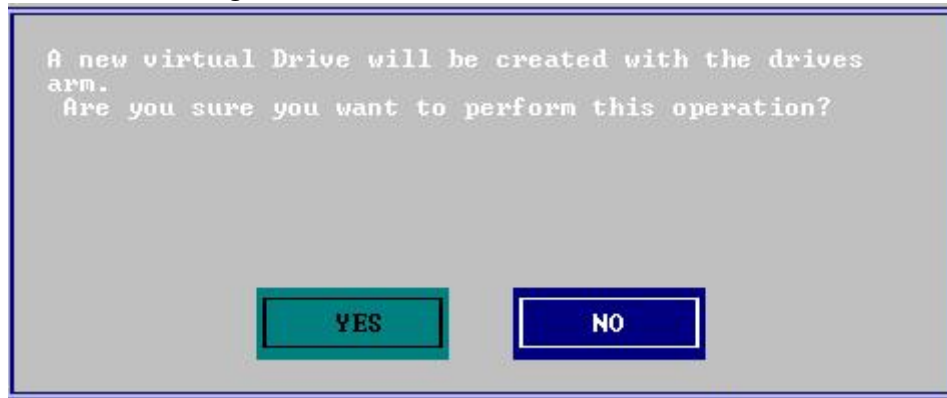 A new virtual Drive will be created with the drives
arm.
Are you sure you want to perform this operation?
YES
NO